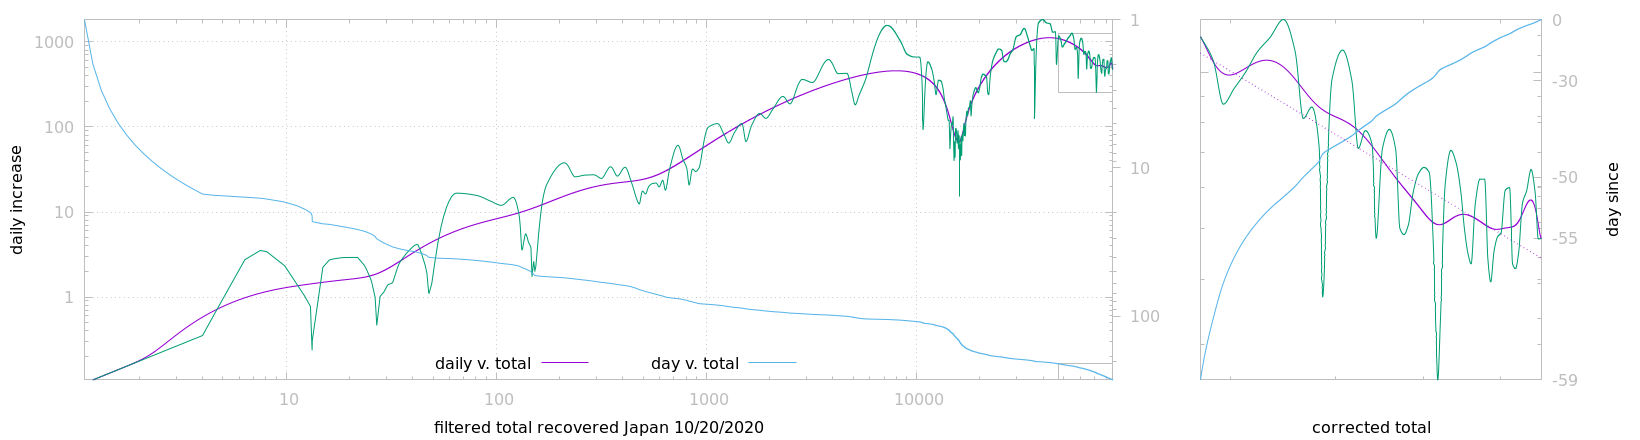 1000
100
10
1
daily increase
daily v. total
day v. total
10
100
1000
10000
filtered total recovered Japan 10/20/2020
1
10
100
0
-30
-50
-55
-59
day since
corrected total